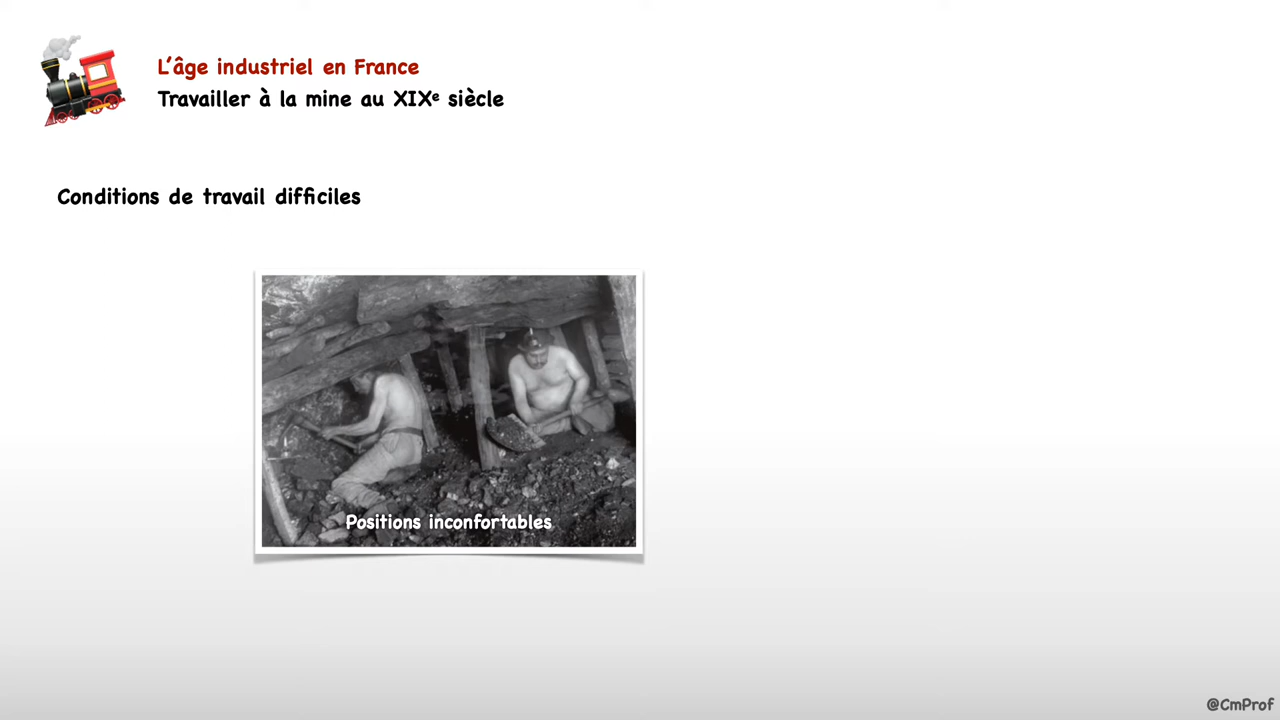 L'âge industriel en France
Travailler à la mine au XIXe siècle
Conditions de travail difficiles
Positions inconfortables
@CmProf